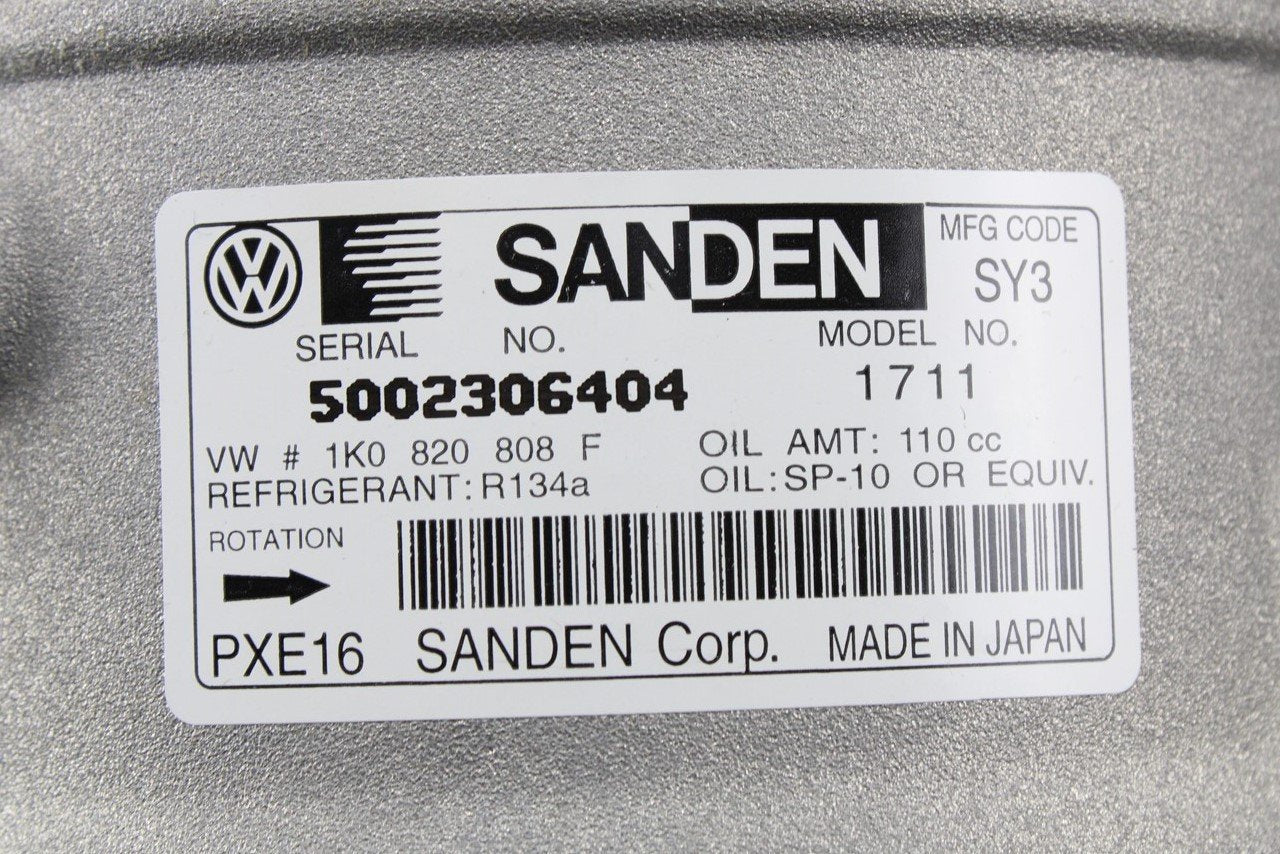 SANDEN
MFG CODE
SY3
SERIAL NO.
5002306404
MODEL NO.
1711
VW # 1K0 820 808 F
OIL AMT: 110 cc
REFRIGERANT: R134a
OIL: SP-10 OR EQUIV.
ROTATION
PXE16 SANDEN Corp. MADE IN JAPAN